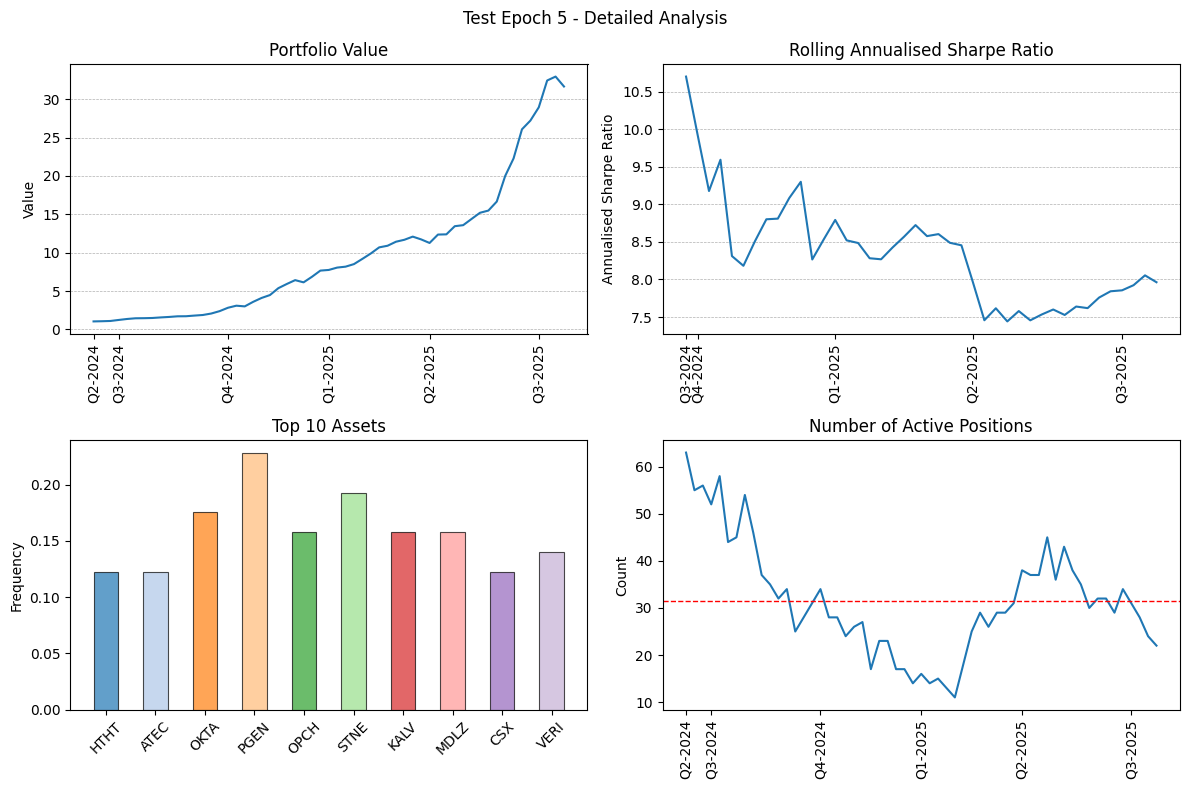 Test Epoch 5 - Detailed Analysis
Portfolio Value
Value
30
25
20
15
10
5
0
Q2-2024
Q3-2024
Q4-2024
Q1-2025
Q2-2025
Q3-2025
Rolling Annualised Sharpe Ratio
Annualised Sharpe Ratio
10.5
10.0
9.5
9.0
8.5
8.0
7.5
Q3-2024
Q4-2024
Q1-2025
Q2-2025
Q3-2025
Top 10 Assets
Frequency
0.20
0.15
0.10
0.05
0.00
HTHT
ATEC
OKTA
PGEN
OPCH
STNE
KALV
MDLZ
CSX
VERI
Number of Active Positions
Count
60
50
40
30
20
10
Q2-2024
Q3-2024
Q4-2024
Q1-2025
Q2-2025
Q3-2025